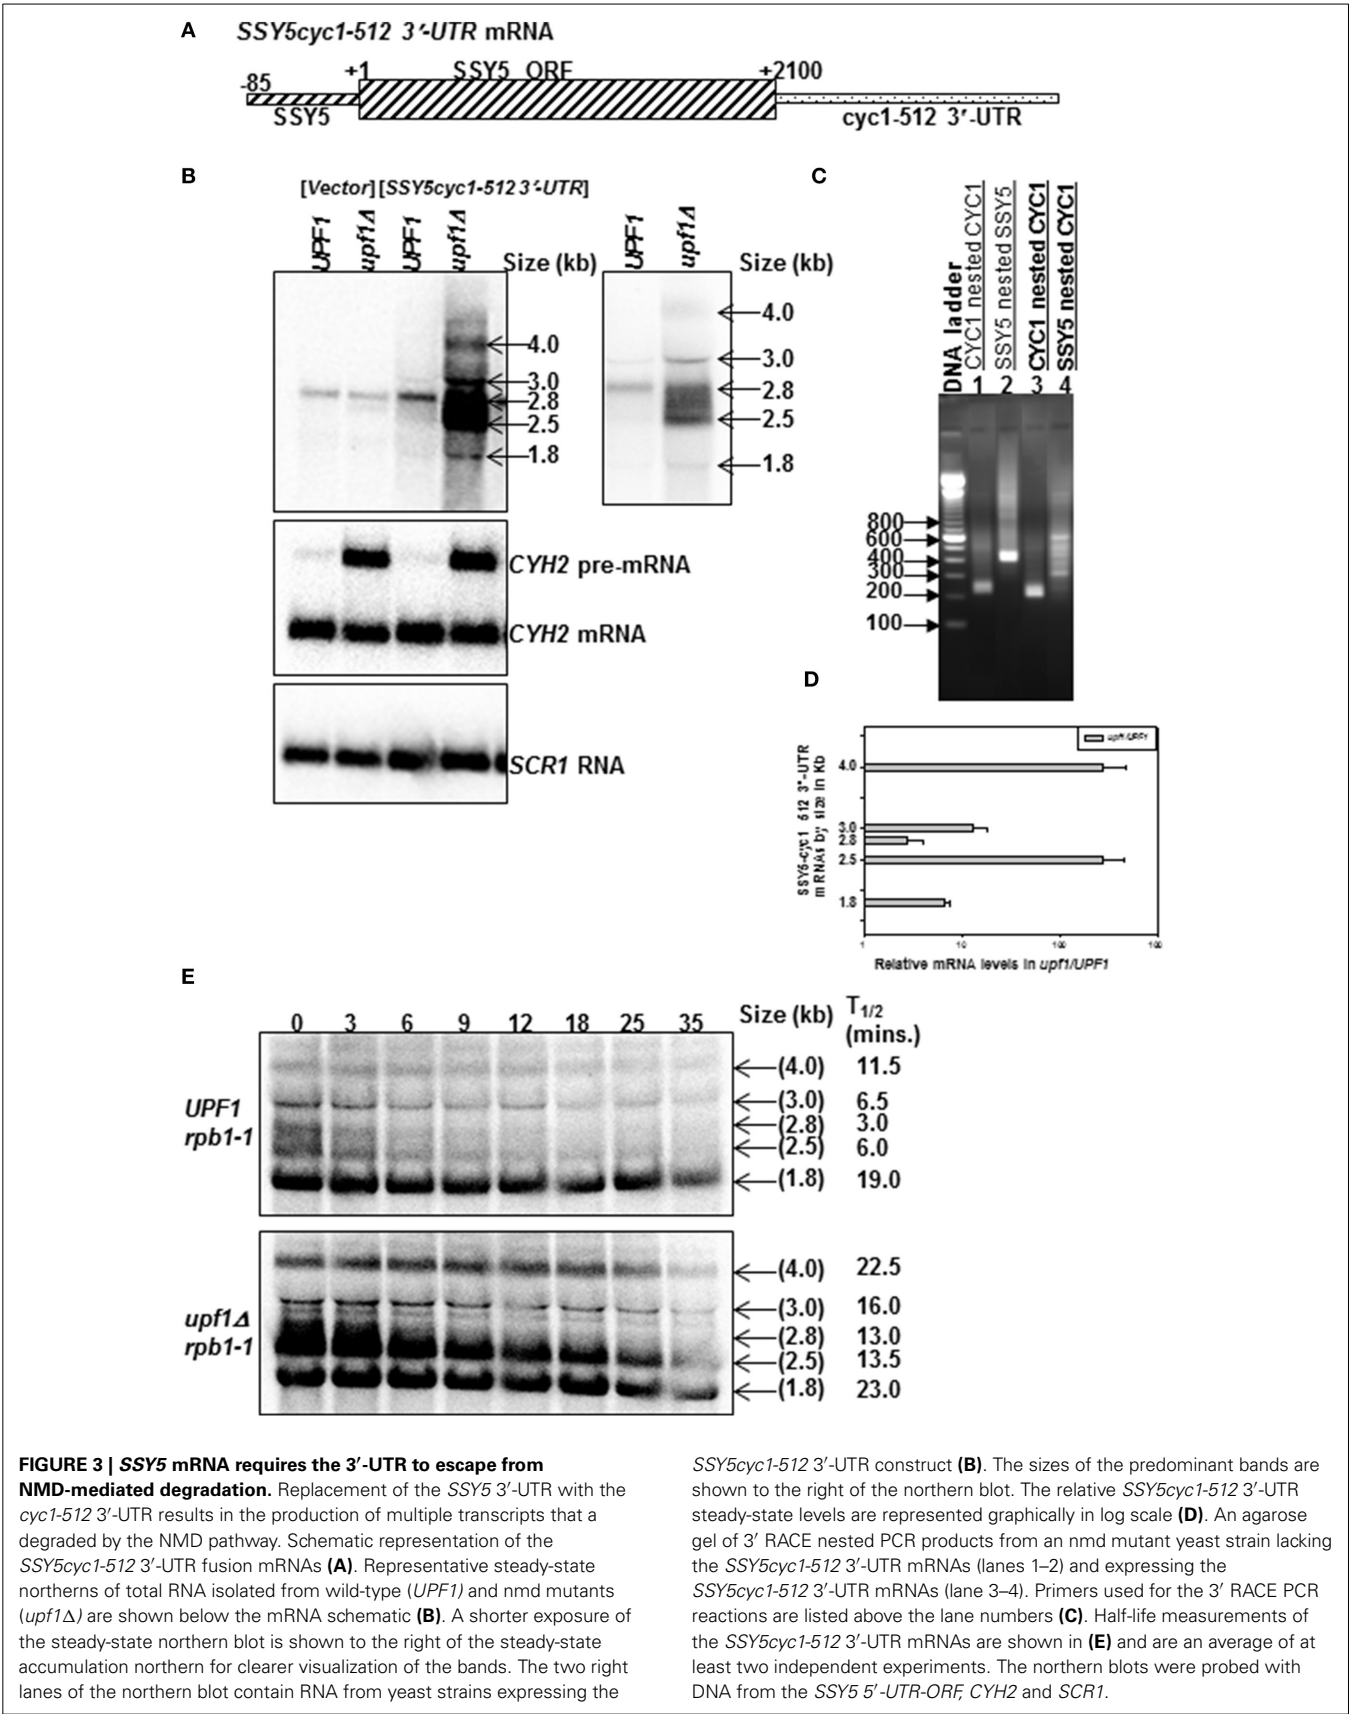 A
SSY5cyc1-512 3′-UTR mRNA
-85
+1
SSY5 ORF
+2100
SSY5
cyc1-512 3′-UTR
B
[Vector][SSY5cyc1-512 3′-UTR]
UPF1
upf1Δ
UPF1
upf1Δ
Size (kb)
4.0
3.0
2.8
2.5
1.8
UPF1
upf1Δ
Size (kb)
4.0
3.0
2.8
2.5
1.8
CYH2 pre-mRNA
CYH2 mRNA
SCR1 RNA
C
DNA ladder
CYC1 nested CYC1
SSY5 nested SSY5
CYC1 nested CYC1
SSY5 nested CYC1
1 2 3 4
800
600
400
300
200
100
D
SSY5-cyc1 512 3'-UTR
mRNAs by size in Kb
upf1/UPF1
4.0
3.0
2.8
2.5
1.8
1 10 100 100
Relative mRNA levels in upf1/UPF1
E
0 3 6 9 12 18 25 35
Size (kb)
T1/2
(mins.)
UPF1
rpb1-1
(4.0) 11.5
(3.0) 6.5
(2.8) 3.0
(2.5) 6.0
(1.8) 19.0
upf1Δ
rpb1-1
(4.0) 22.5
(3.0) 16.0
(2.8) 13.0
(2.5) 13.5
(1.8) 23.0
FIGURE 3 | SSY5 mRNA requires the 3′-UTR to escape from
NMD-mediated degradation. Replacement of the SSY5 3′-UTR with the
cyc1-512 3′-UTR results in the production of multiple transcripts that a
degraded by the NMD pathway. Schematic representation of the
SSY5cyc1-512 3′-UTR fusion mRNAs (A). Representative steady-state
northerns of total RNA isolated from wild-type (UPF1) and nmd mutants
(upf1Δ) are shown below the mRNA schematic (B). A shorter exposure of
the steady-state northern blot is shown to the right of the steady-state
accumulation northern for clearer visualization of the bands. The two right
lanes of the northern blot contain RNA from yeast strains expressing the
SSY5cyc1-512 3′-UTR construct (B). The sizes of the predominant bands are
shown to the right of the northern blot. The relative SSY5cyc1-512 3′-UTR
steady-state levels are represented graphically in log scale (D). An agarose
gel of 3′ RACE nested PCR products from an nmd mutant yeast strain lacking
the SSY5cyc1-512 3′-UTR mRNAs (lanes 1–2) and expressing the
SSY5cyc1-512 3′-UTR mRNAs (lane 3–4). Primers used for the 3′ RACE PCR
reactions are listed above the lane numbers (C). Half-life measurements of
the SSY5cyc1-512 3′-UTR mRNAs are shown in (E) and are an average of at
least two independent experiments. The northern blots were probed with
DNA from the SSY5 5′-UTR-ORF, CYH2 and SCR1.